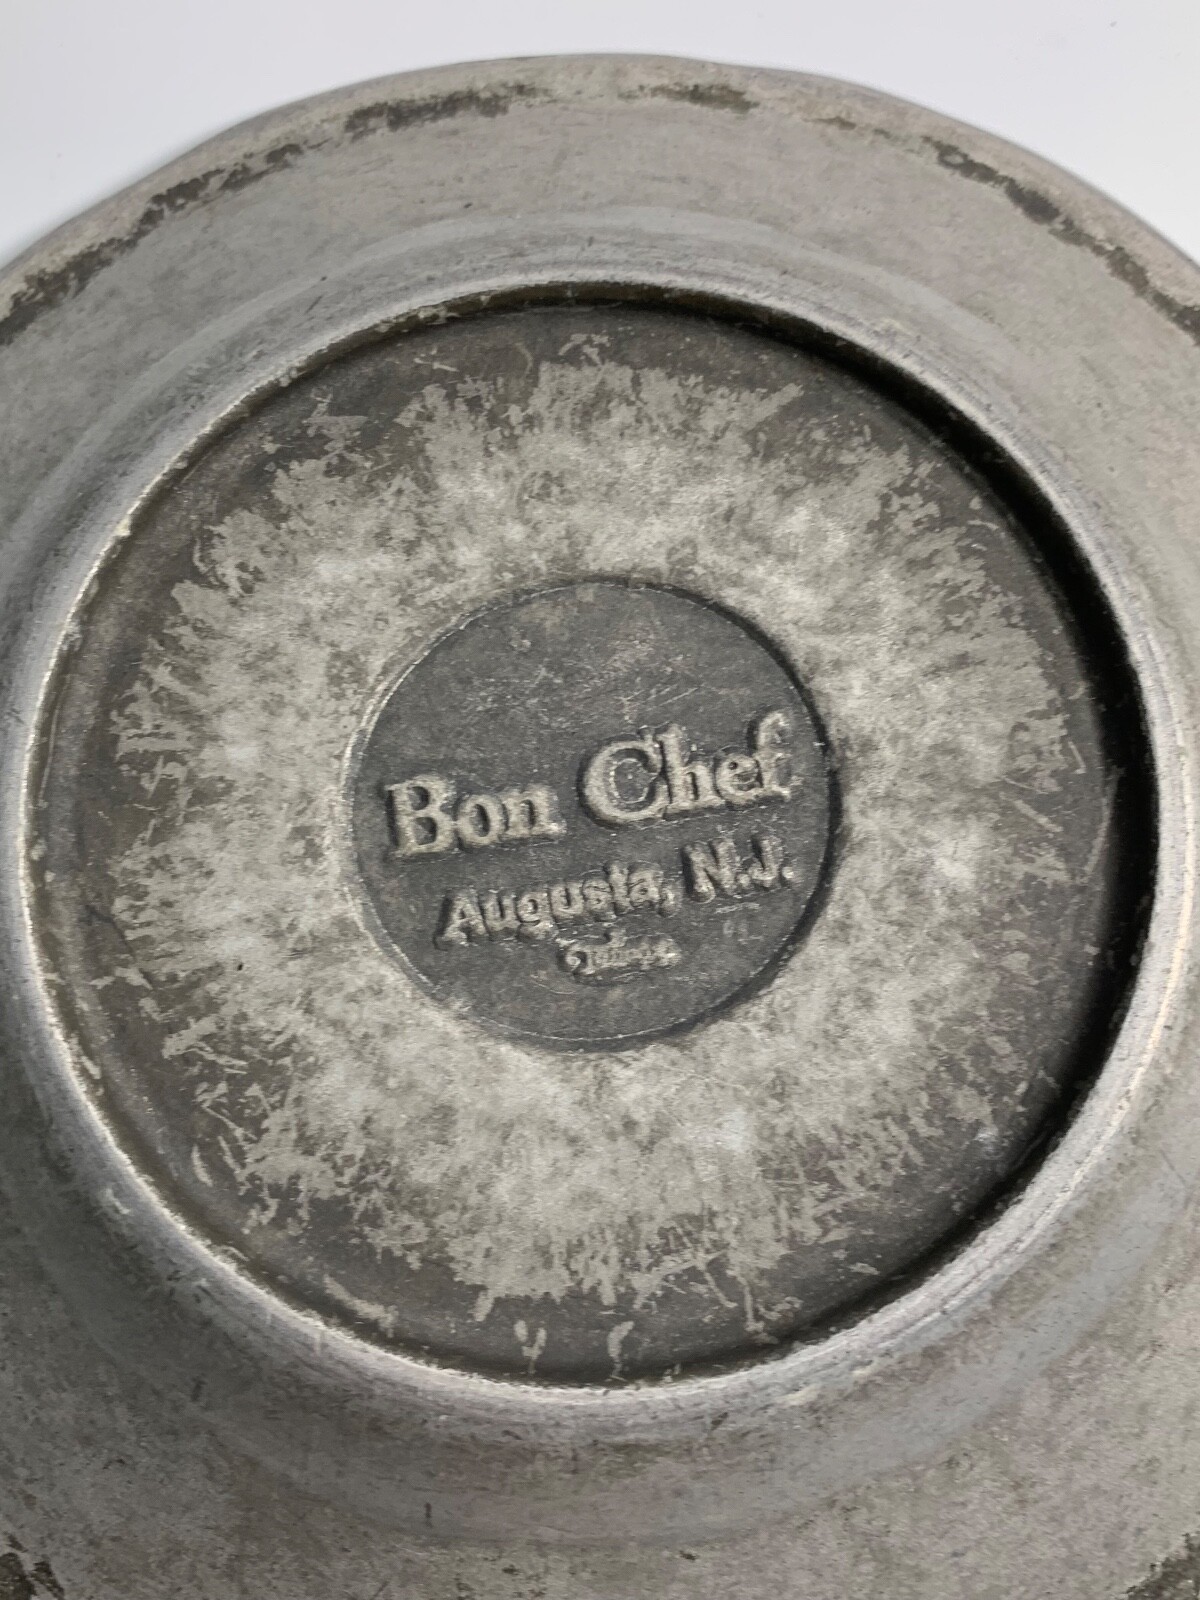 Bon Chef
Augusta, N.J.